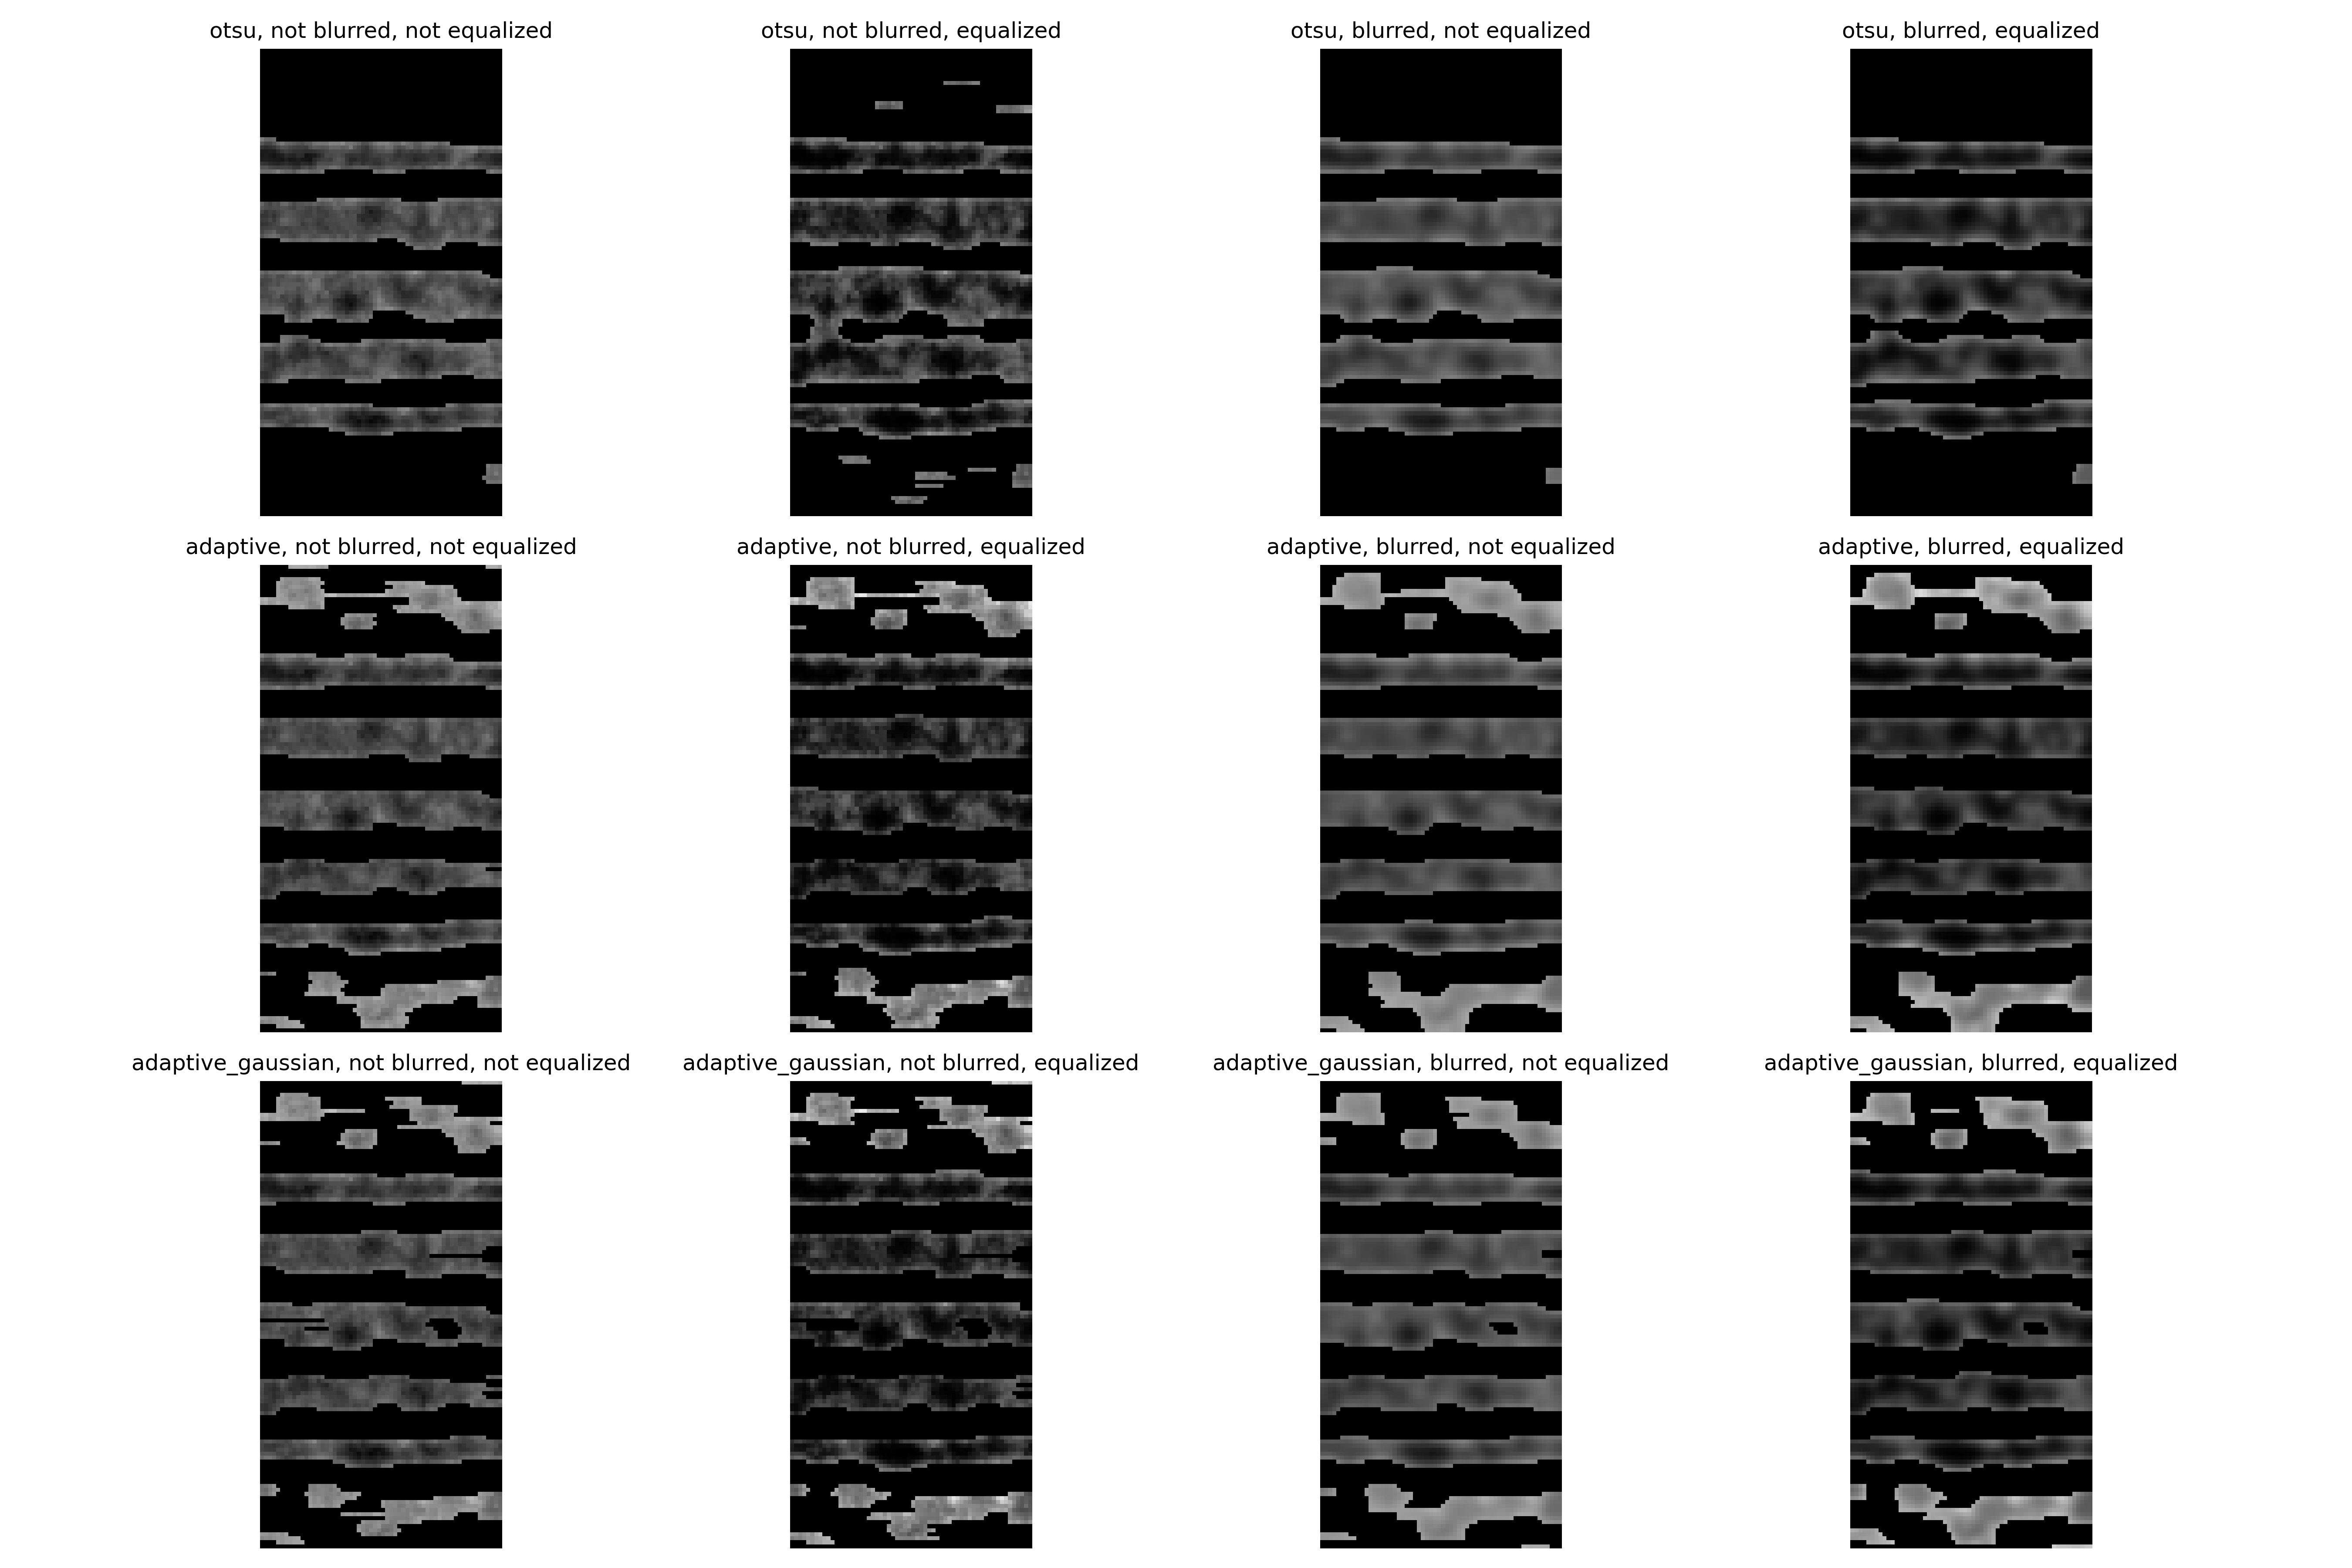 otsu, not blurred, not equalized
otsu, not blurred, equalized
otsu, blurred, not equalized
otsu, blurred, equalized
adaptive, not blurred, not equalized
adaptive, not blurred, equalized
adaptive, blurred, not equalized
adaptive, blurred, equalized
adaptive_gaussian, not blurred, not equalized
adaptive_gaussian, not blurred, equalized
adaptive_gaussian, blurred, not equalized
adaptive_gaussian, blurred, equalized